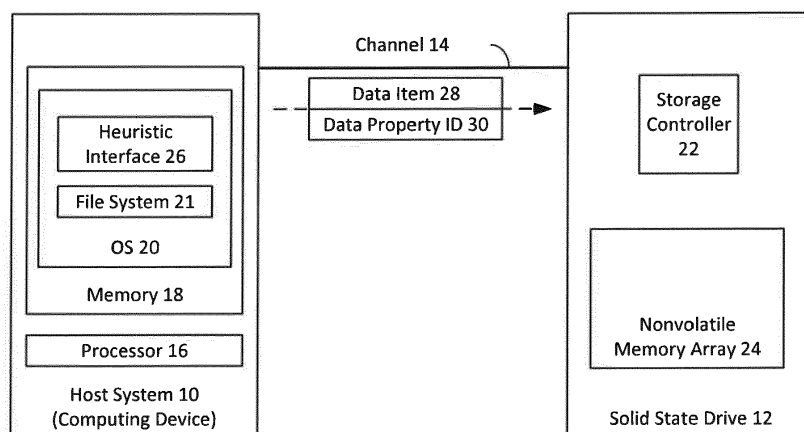 Channel 14
Data Item 28
Data Property ID 30
Heuristic
Interface 26
File System 21
OS 20
Memory 18
Processor 16
Host System 10
(Computing Device)
Storage
Controller
22
Nonvolatile
Memory Array 24
Solid State Drive 12